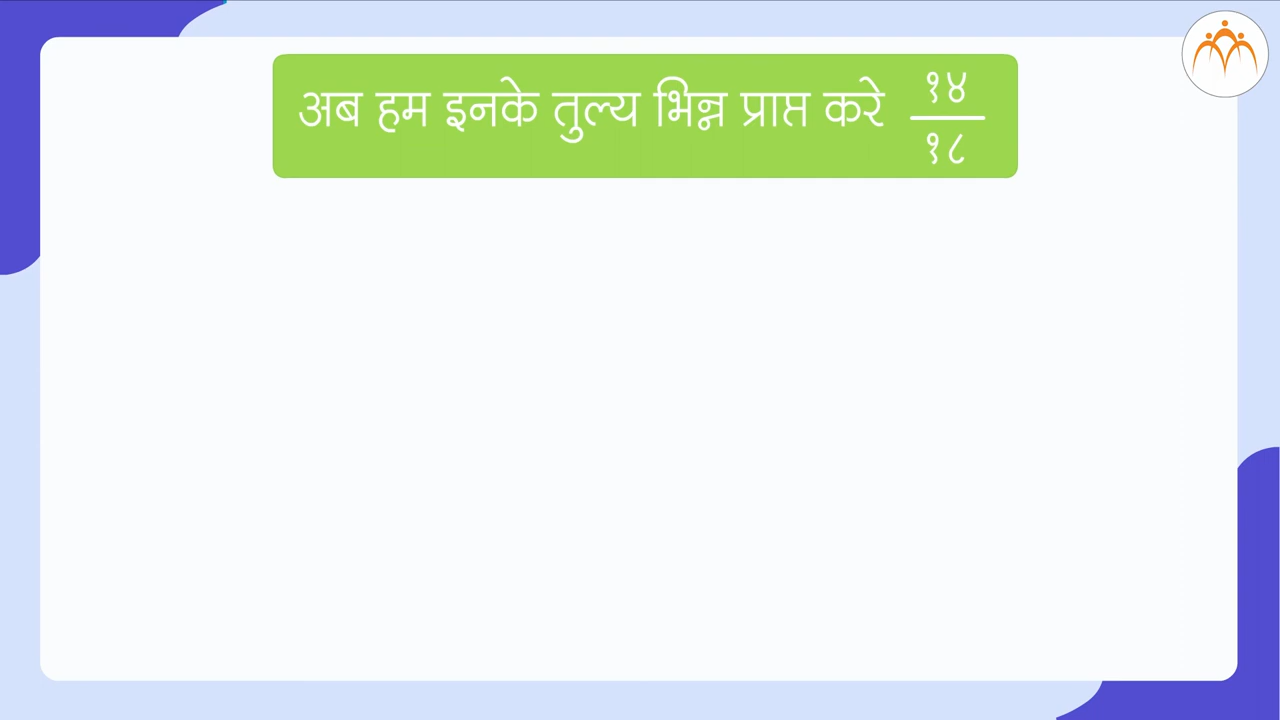 अब हम इनके तुल्य भिन्न प्राप्त करे १४/१८